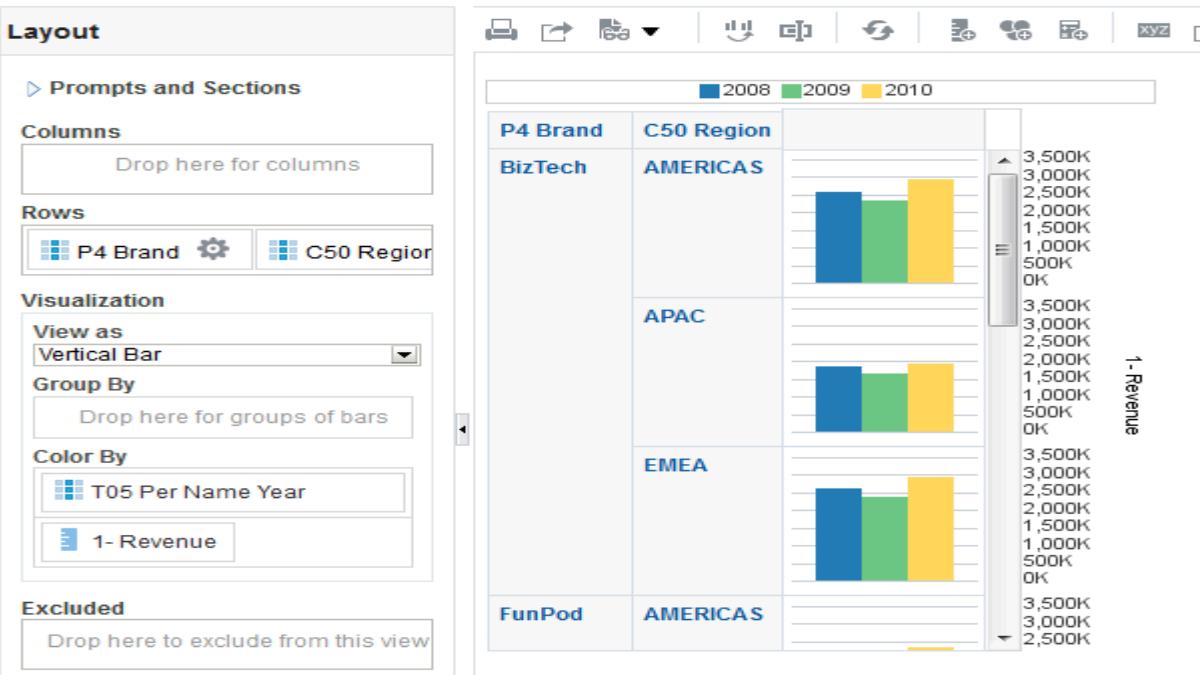 Layout
Prompts and Sections
Columns
Drop here for columns
Rows
P4 Brand
C50 Region
Visualization
View as
Vertical Bar
Group By
Drop here for groups of bars
Color By
T05 Per Name Year
1- Revenue
Excluded
Drop here to exclude from this view
xyz
2008 2009 2010
P4 Brand C50 Region
BizTech AMERICAS
3,500K
3,000K
2,500K
2,000K
1,500K
1,000K
500K
0K
APAC
3,500K
3,000K
2,500K
2,000K
1,500K
1,000K
500K
0K
EMEA
3,500K
3,000K
2,500K
2,000K
1,500K
1,000K
500K
0K
FunPod AMERICAS
3,500K
3,000K
2,500K
1- Revenue